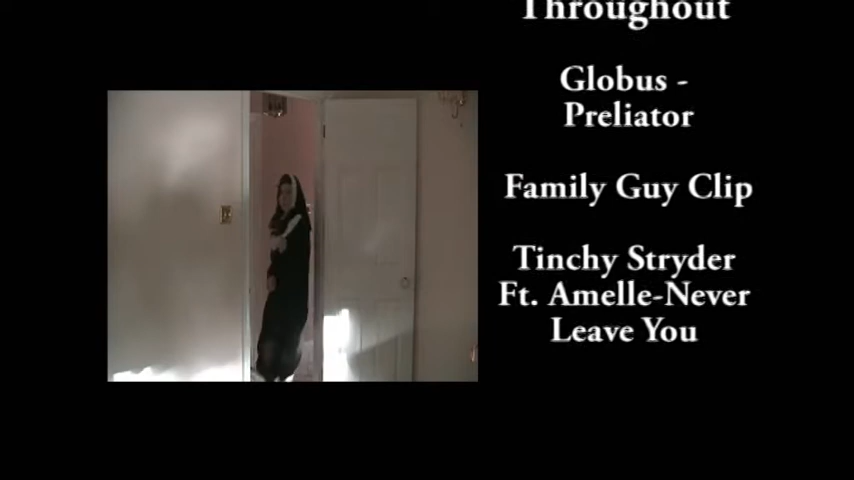 Throughout
Globus -
Preliator
Family Guy Clip
Tinchy Stryder
Ft. Amelle-Never
Leave You